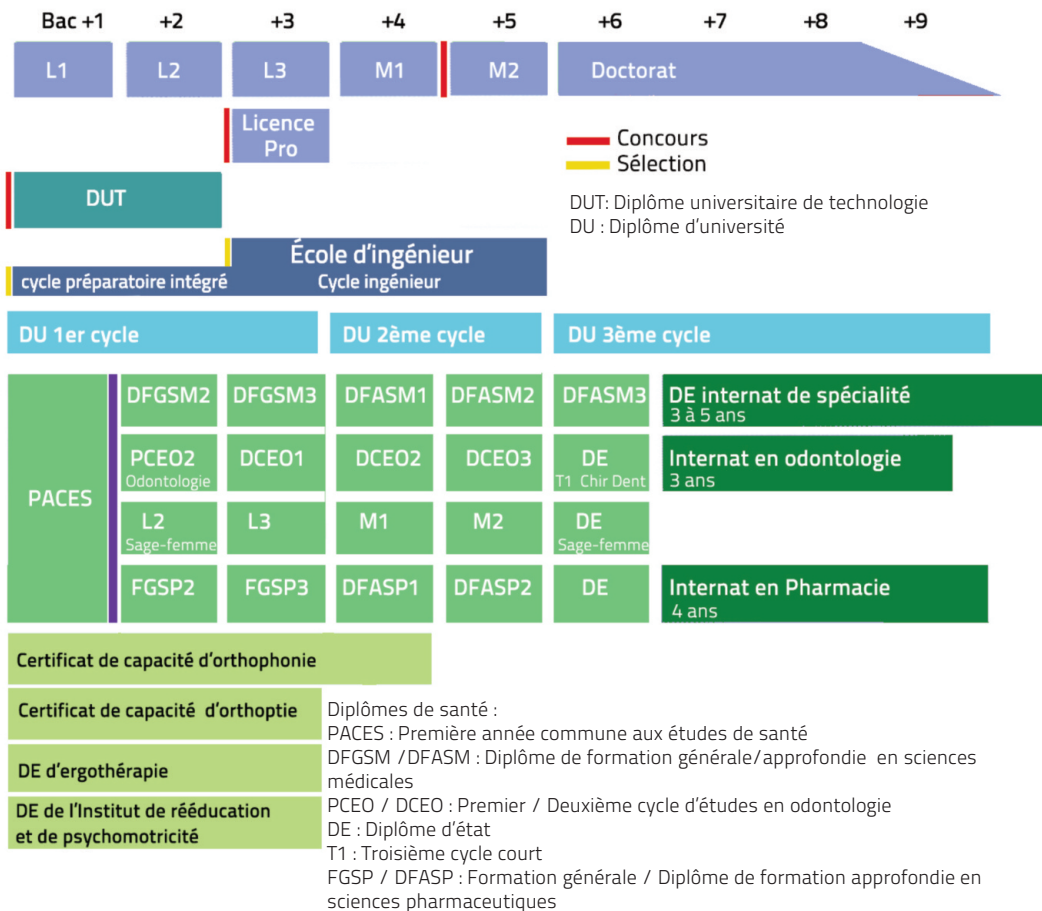 Bac +1 +2 +3 +4 +5 +6 +7 +8 +9
L1 L2 L3 M1 M2 Doctorat
Licence
Pro
Concours
Sélection
DUT
DUT: Diplôme universitaire de technologie
DU : Diplôme d'université
École d'ingénieur
cycle préparatoire intégré Cycle ingénieur
DU 1er cycle DU 2ème cycle DU 3ème cycle
PACES
DFGSM2 DFGSM3 DFASM1 DFASM2 DFASM3 DE internat de spécialité
3 à 5 ans
PCEO2 DCEO1 DCEO2 DCEO3 DE Internat en odontologie
Odontologie T1 Chir Dent 3 ans
L2 L3 M1 M2 DE
Sage-femme Sage-femme
FGSP2 FGSP3 DFASP1 DFASP2 DE Internat en Pharmacie
4 ans
Certificat de capacité d'orthophonie
Certificat de capacité d'orthoptie
DE d'ergothérapie
DE de l'Institut de rééducation
et de psychomotricité
Diplômes de santé :
PACES : Première année commune aux études de santé
DFGSM /DFASM : Diplôme de formation générale/approfondie en sciences
médicales
PCEO / DCEO : Premier / Deuxième cycle d'études en odontologie
DE : Diplôme d'état
T1 : Troisième cycle court
FGSP / DFASP : Formation générale / Diplôme de formation approfondie en
sciences pharmaceutiques